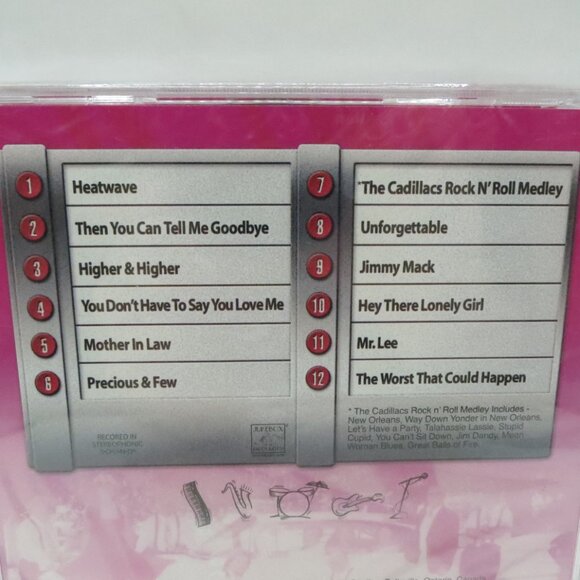 1 Heatwave
2 Then You Can Tell Me Goodbye
3 Higher & Higher
4 You Don't Have To Say You Love Me
5 Mother In Law
6 Precious & Few
7 *The Cadillacs Rock N' Roll Medley
8 Unforgettable
9 Jimmy Mack
10 Hey There Lonely Girl
11 Mr. Lee
12 The Worst That Could Happen
* The Cadillacs Rock n' Roll Medley Includes -
New Orleans, Way Down Yonder in New Orleans,
Let's Have a Party, Talahassie Lassie, Stupid
Cupid, You Can't Sit Down, Jim Dandy, Mean
Woman Blues, Great Balls of Fire.
RECORED IN
STEREOPHONIC
JUKEBOX